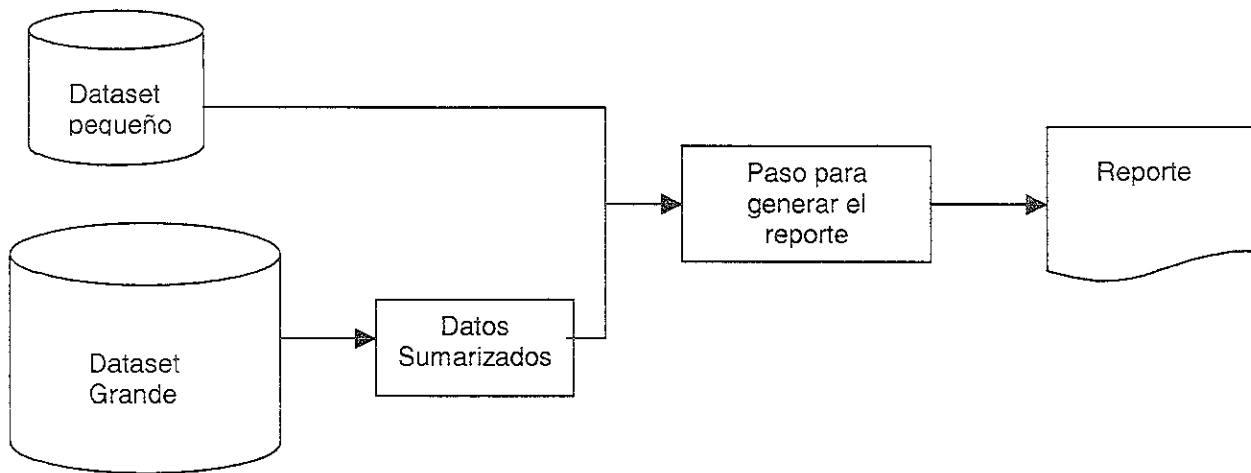 Dataset
pequeño
Dataset
Grande
Datos
Sumarizados
Paso para
generar el
reporte
Reporte